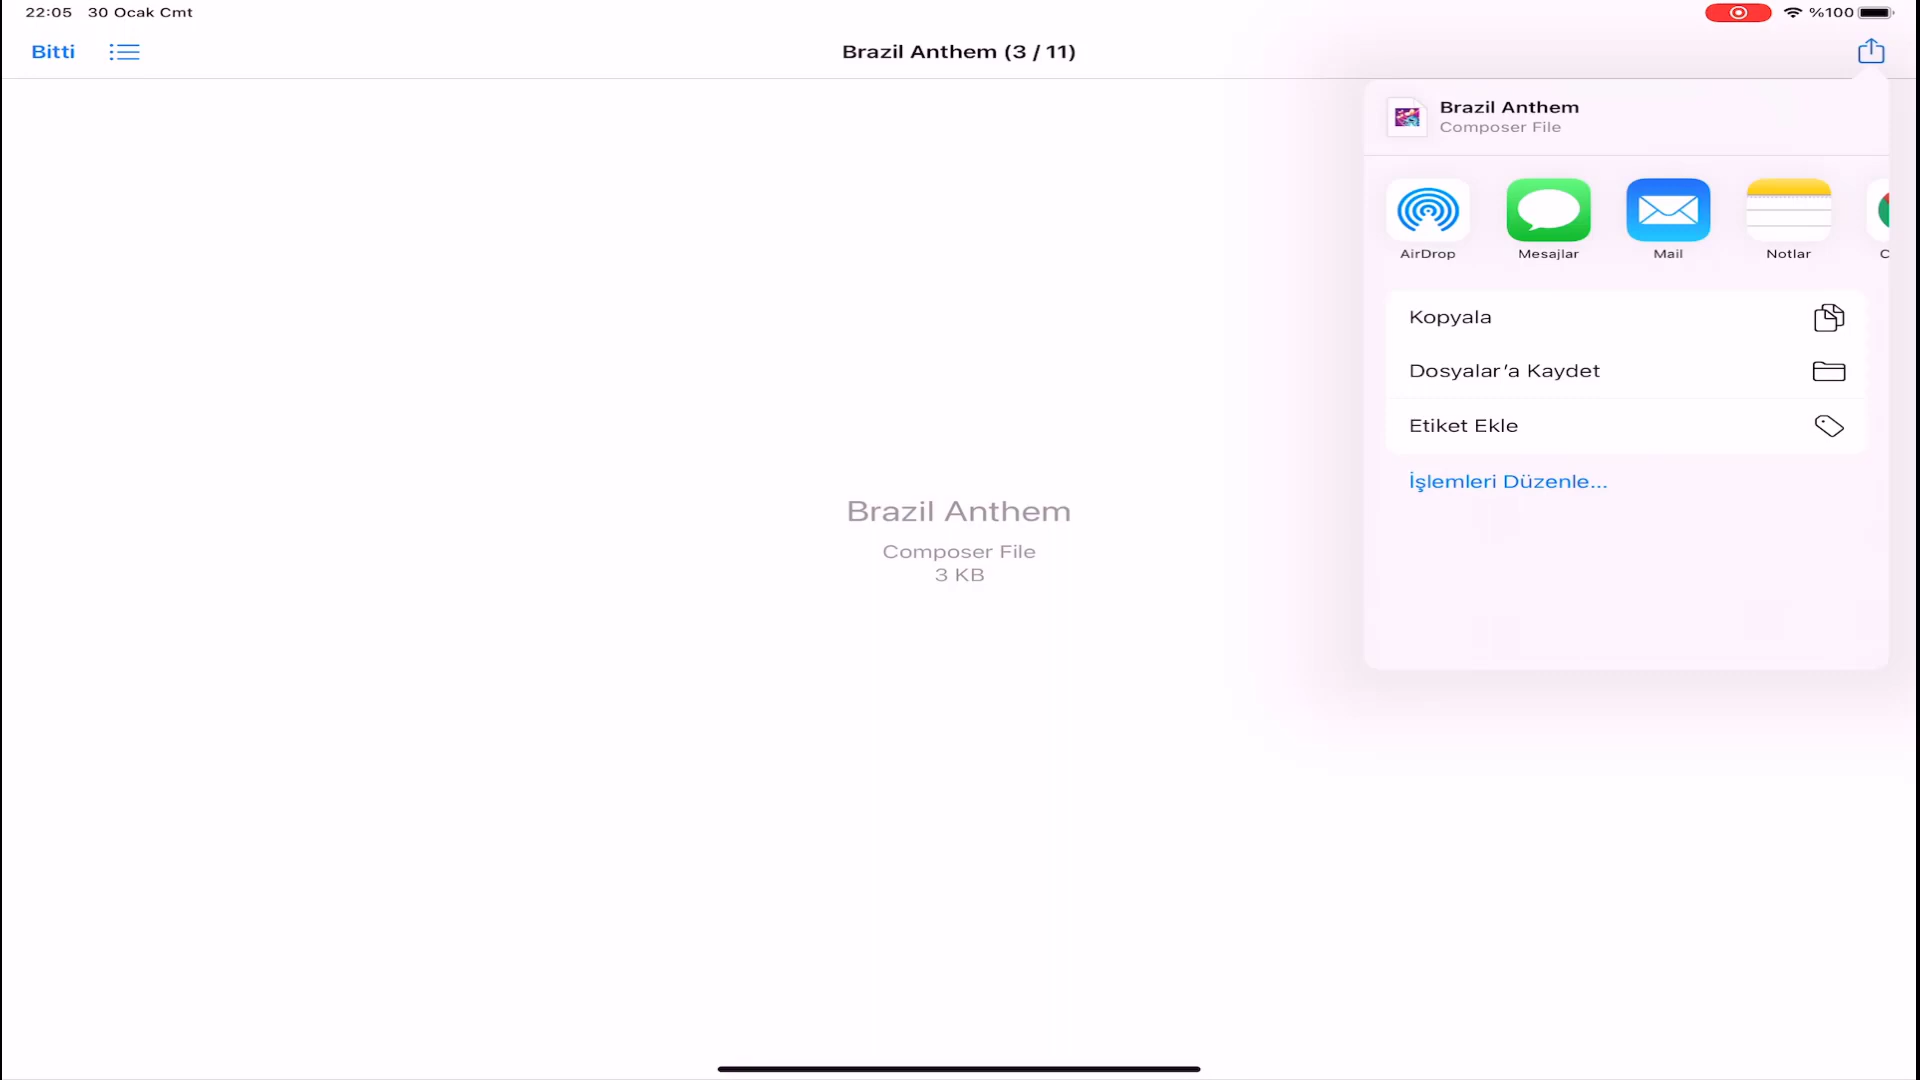 22:05 30 Ocak Cmt
%100
Bitti
Brazil Anthem (3 / 11)
Brazil Anthem
Composer File
AirDrop
Mesajlar
Mail
Notlar
C
Kopyala
Dosyalar’a Kaydet
Etiket Ekle
İşlemleri Düzenle...
Brazil Anthem
Composer File
3 KB